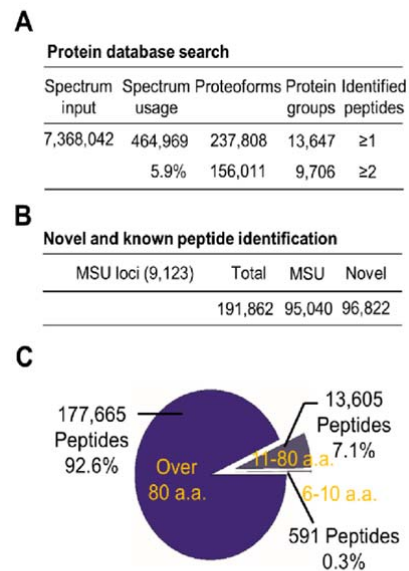 A
Protein database search
Spectrum input Spectrum usage Proteoforms Protein groups Identified peptides
7,368,042 464,969 237,808 13,647 ≥1
5.9% 156,011 9,706 ≥2
B
Novel and known peptide identification
MSU loci (9,123) Total MSU Novel
191,862 95,040 96,822
C
177,665 Peptides 92.6%
Over 80 a.a.
13,605 Peptides 7.1%
11-80 a.a.
6-10 a.a.
591 Peptides 0.3%